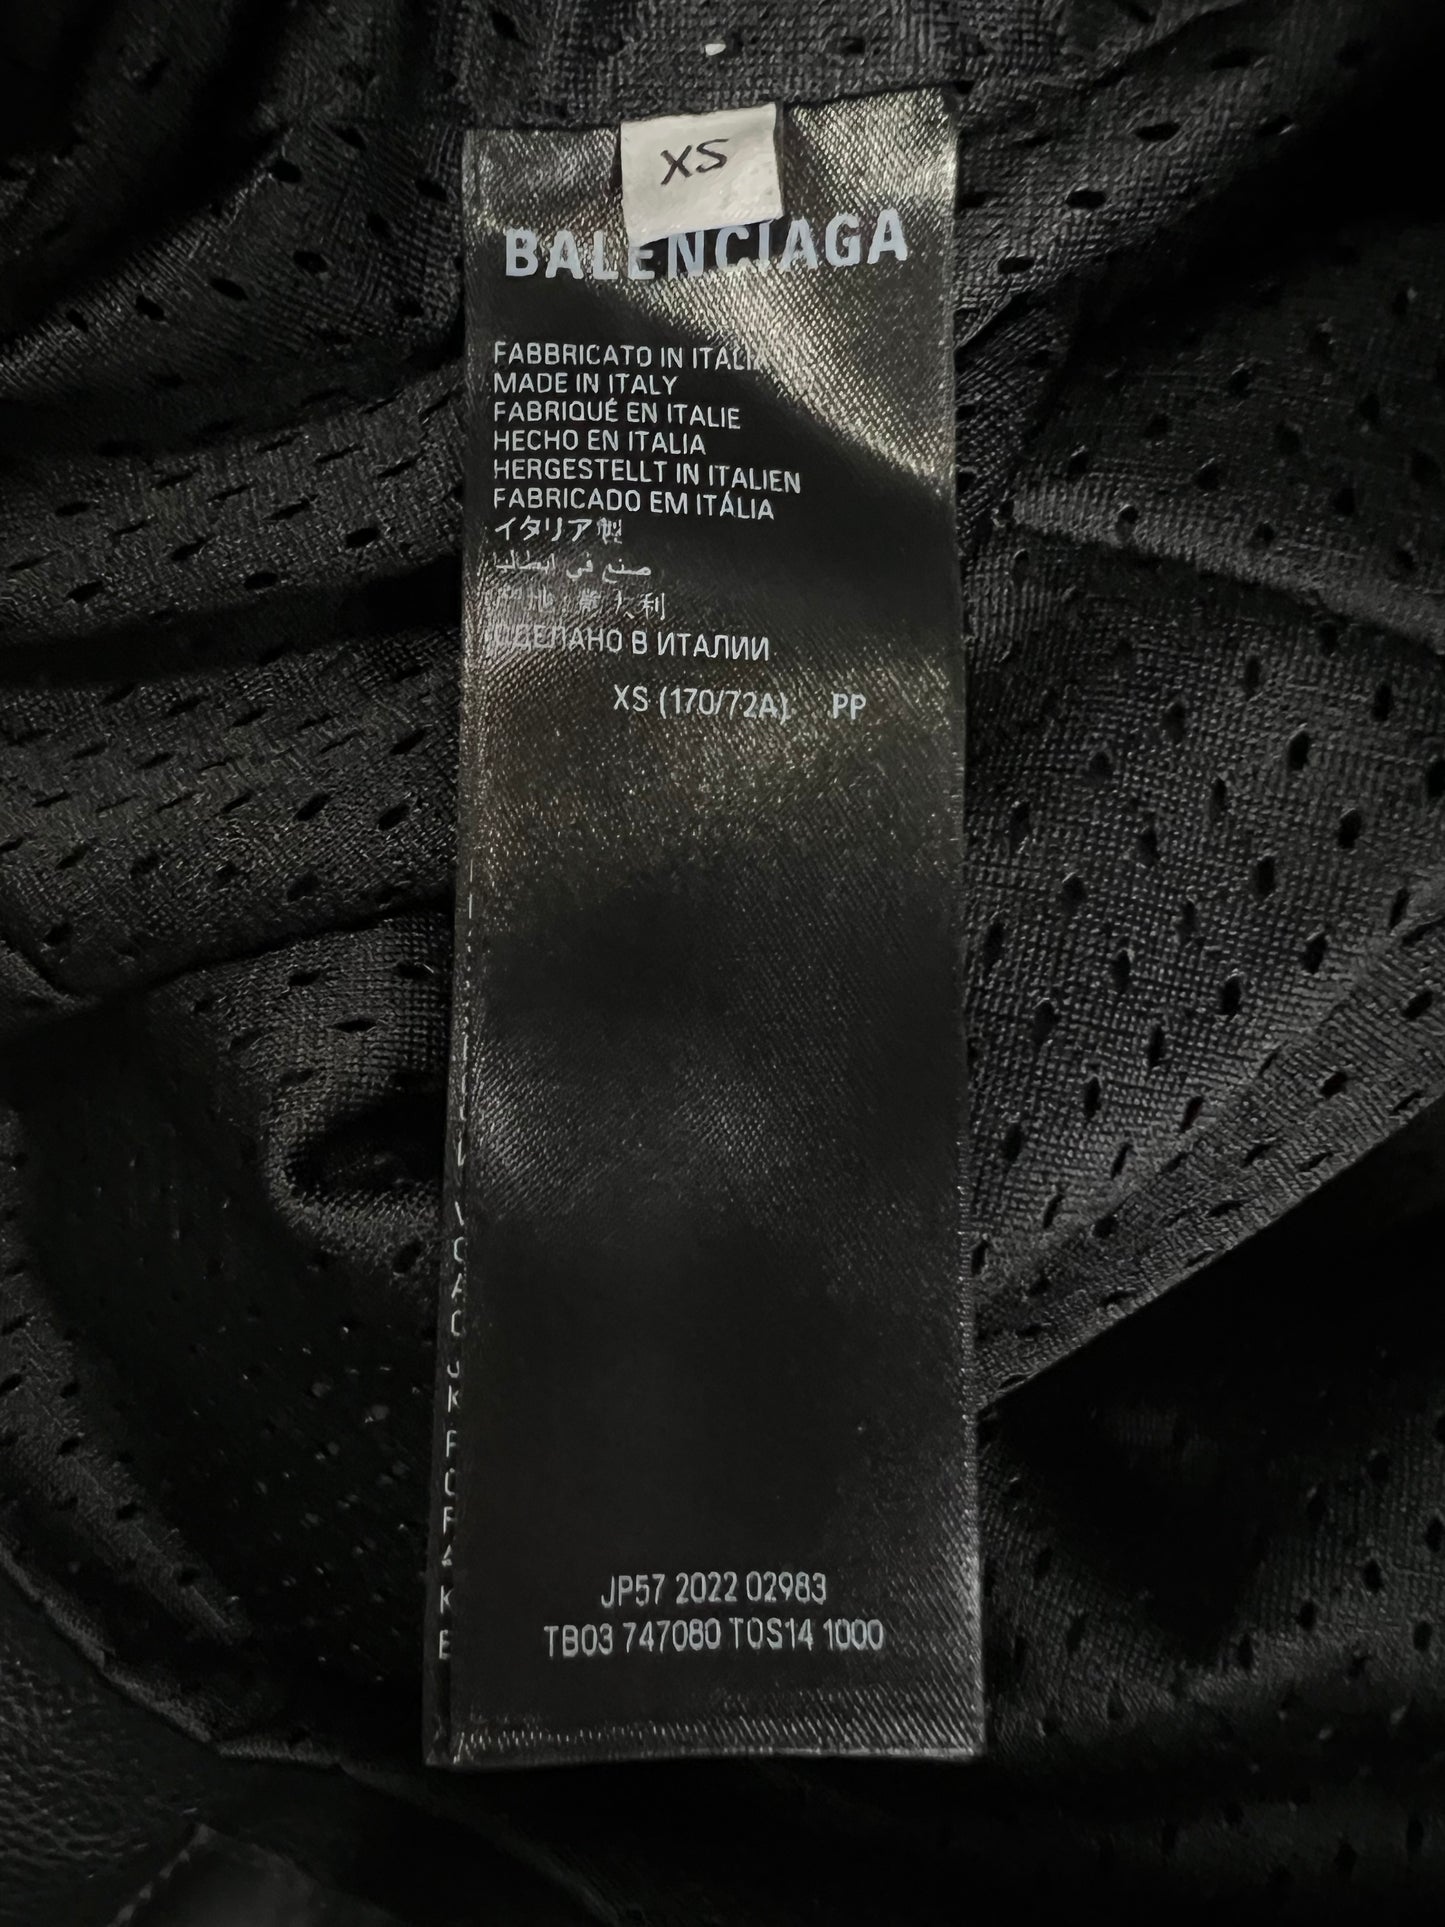 XS
BALENCIAGA
FABBRICATO IN ITALIA
MADE IN ITALY
FABRIQUÉ EN ITALIE
HECHO EN ITALIA
HERGESTELLT IN ITALIEN
FABRICADO EM ITÁLIA
イタリア製
صنع في ايطاليا
大利
СДЕЛАНО В ИТАЛИИ
XS (170/72A) PP
JP57 2022 02983
TB03 747080 TOS14 1000